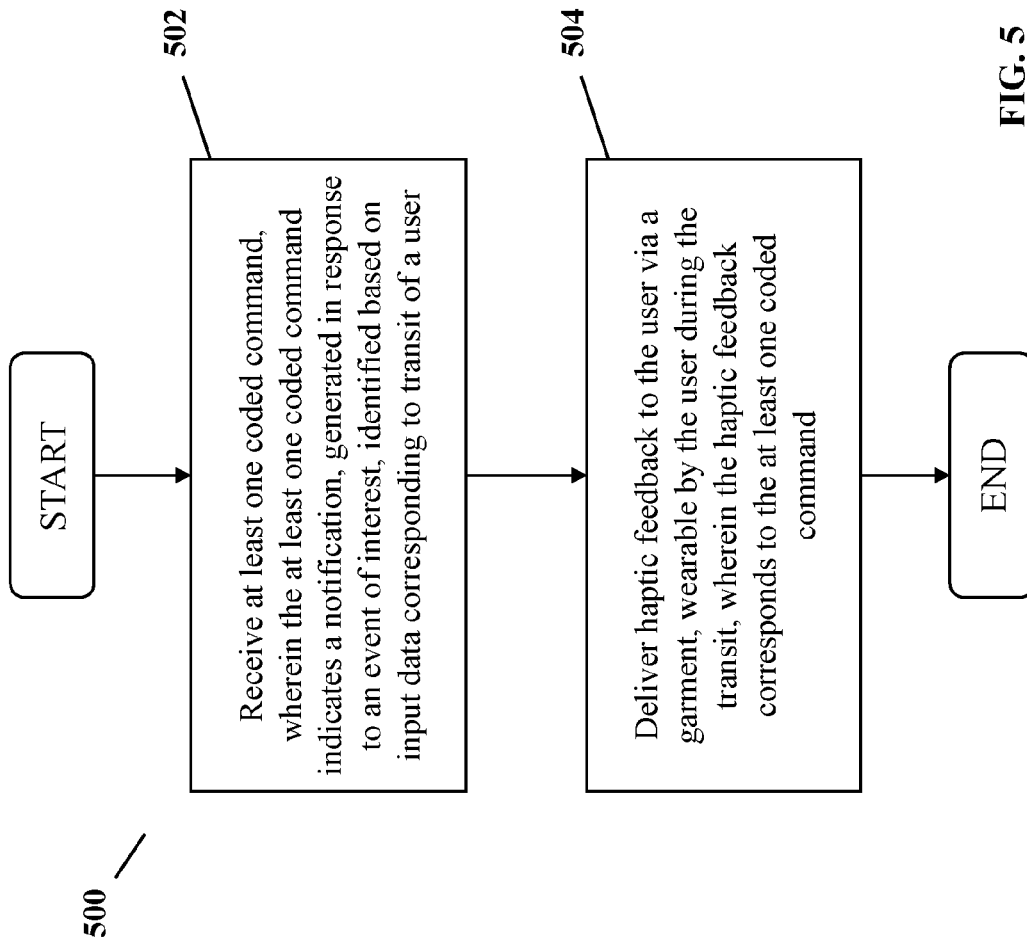 500
START
502
Receive at least one coded command,
wherein the at least one coded command
indicates a notification, generated in response
to an event of interest, identified based on
input data corresponding to transit of a user
504
Deliver haptic feedback to the user via a
garment, wearable by the user during the
transit, wherein the haptic feedback
corresponds to the at least one coded
command
END
FIG. 5